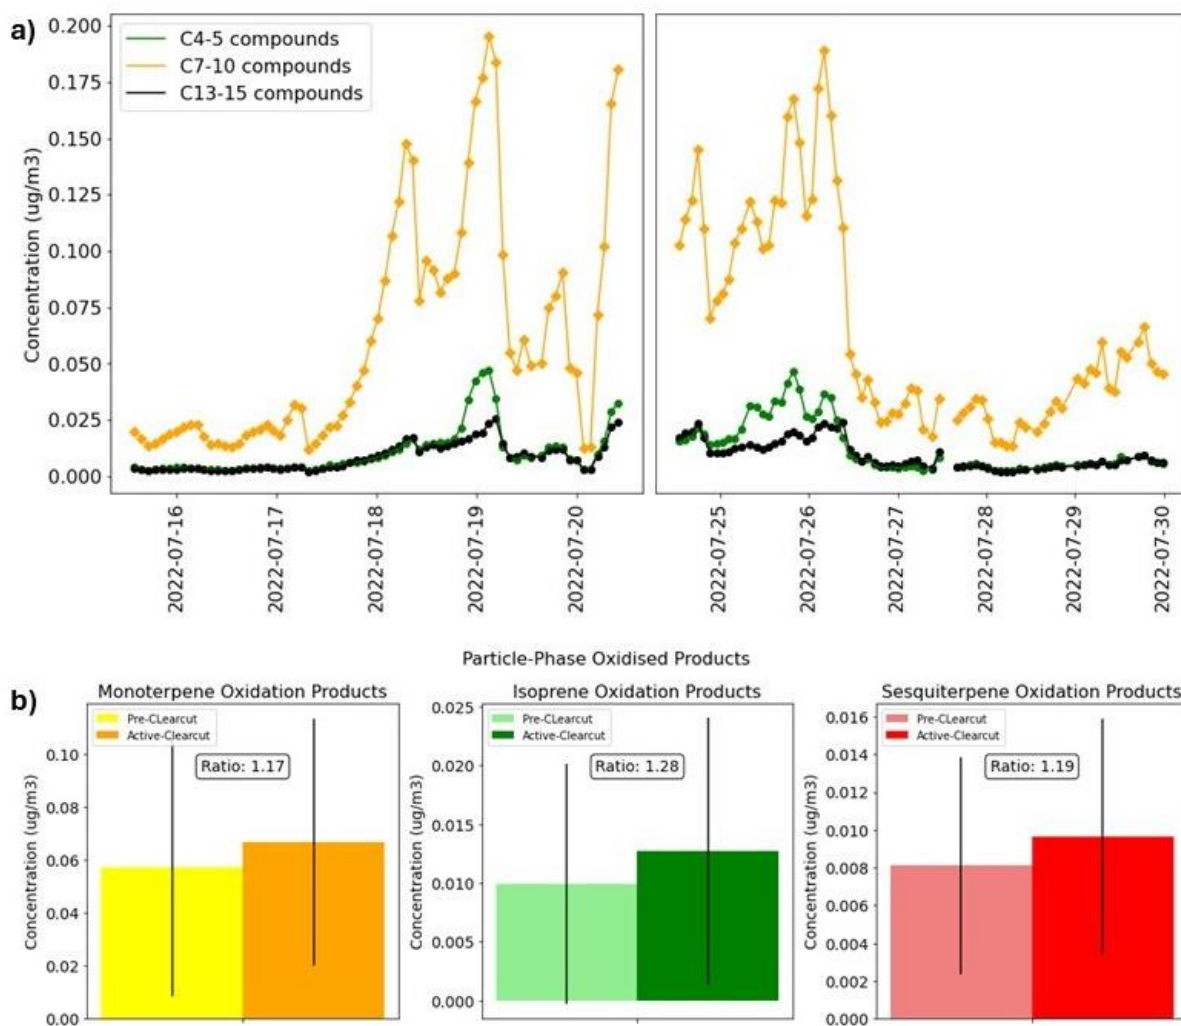 a)
C4-5 compounds
C7-10 compounds
C13-15 compounds
Concentration (ug/m3)
0.200
0.175
0.150
0.125
0.100
0.075
0.050
0.025
0.000
2022-07-16
2022-07-17
2022-07-18
2022-07-19
2022-07-20
2022-07-25
2022-07-26
2022-07-27
2022-07-28
2022-07-29
2022-07-30
Particle-Phase Oxidised Products
b)
Monoterpene Oxidation Products
Pre-CLearcut
Active-Clearcut
Ratio: 1.17
Concentration (ug/m3)
0.10
0.08
0.06
0.04
0.02
0.00
Isoprene Oxidation Products
Pre-CLearcut
Active-Clearcut
Ratio: 1.28
Concentration (ug/m3)
0.025
0.020
0.015
0.010
0.005
0.000
Sesquiterpene Oxidation Products
Pre-CLearcut
Active-Clearcut
Ratio: 1.19
Concentration (ug/m3)
0.016
0.014
0.012
0.010
0.008
0.006
0.004
0.002
0.000